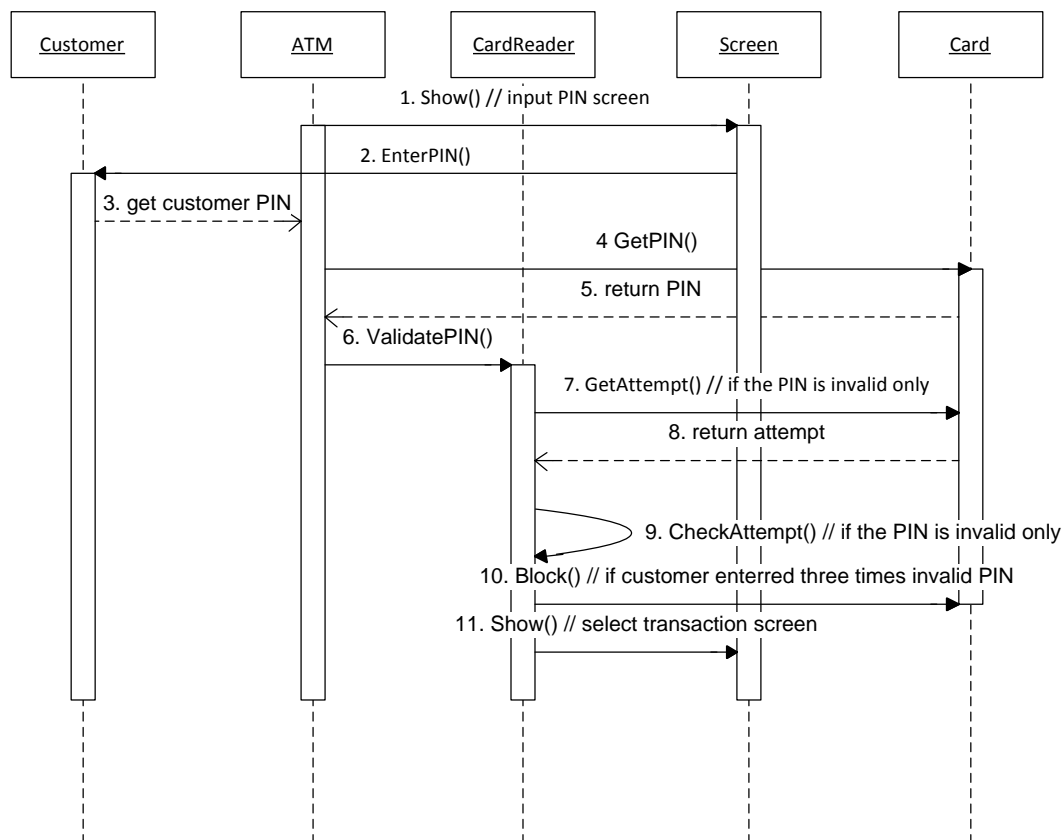 Customer
ATM
CardReader
Screen
Card
1. Show() // input PIN screen
2. EnterPIN()
3. get customer PIN
4 GetPIN()
5. return PIN
6. ValidatePIN()
7. GetAttempt() // if the PIN is invalid only
8. return attempt
9. CheckAttempt() // if the PIN is invalid only
10. Block() // if customer enterred three times invalid PIN
11. Show() // select transaction screen